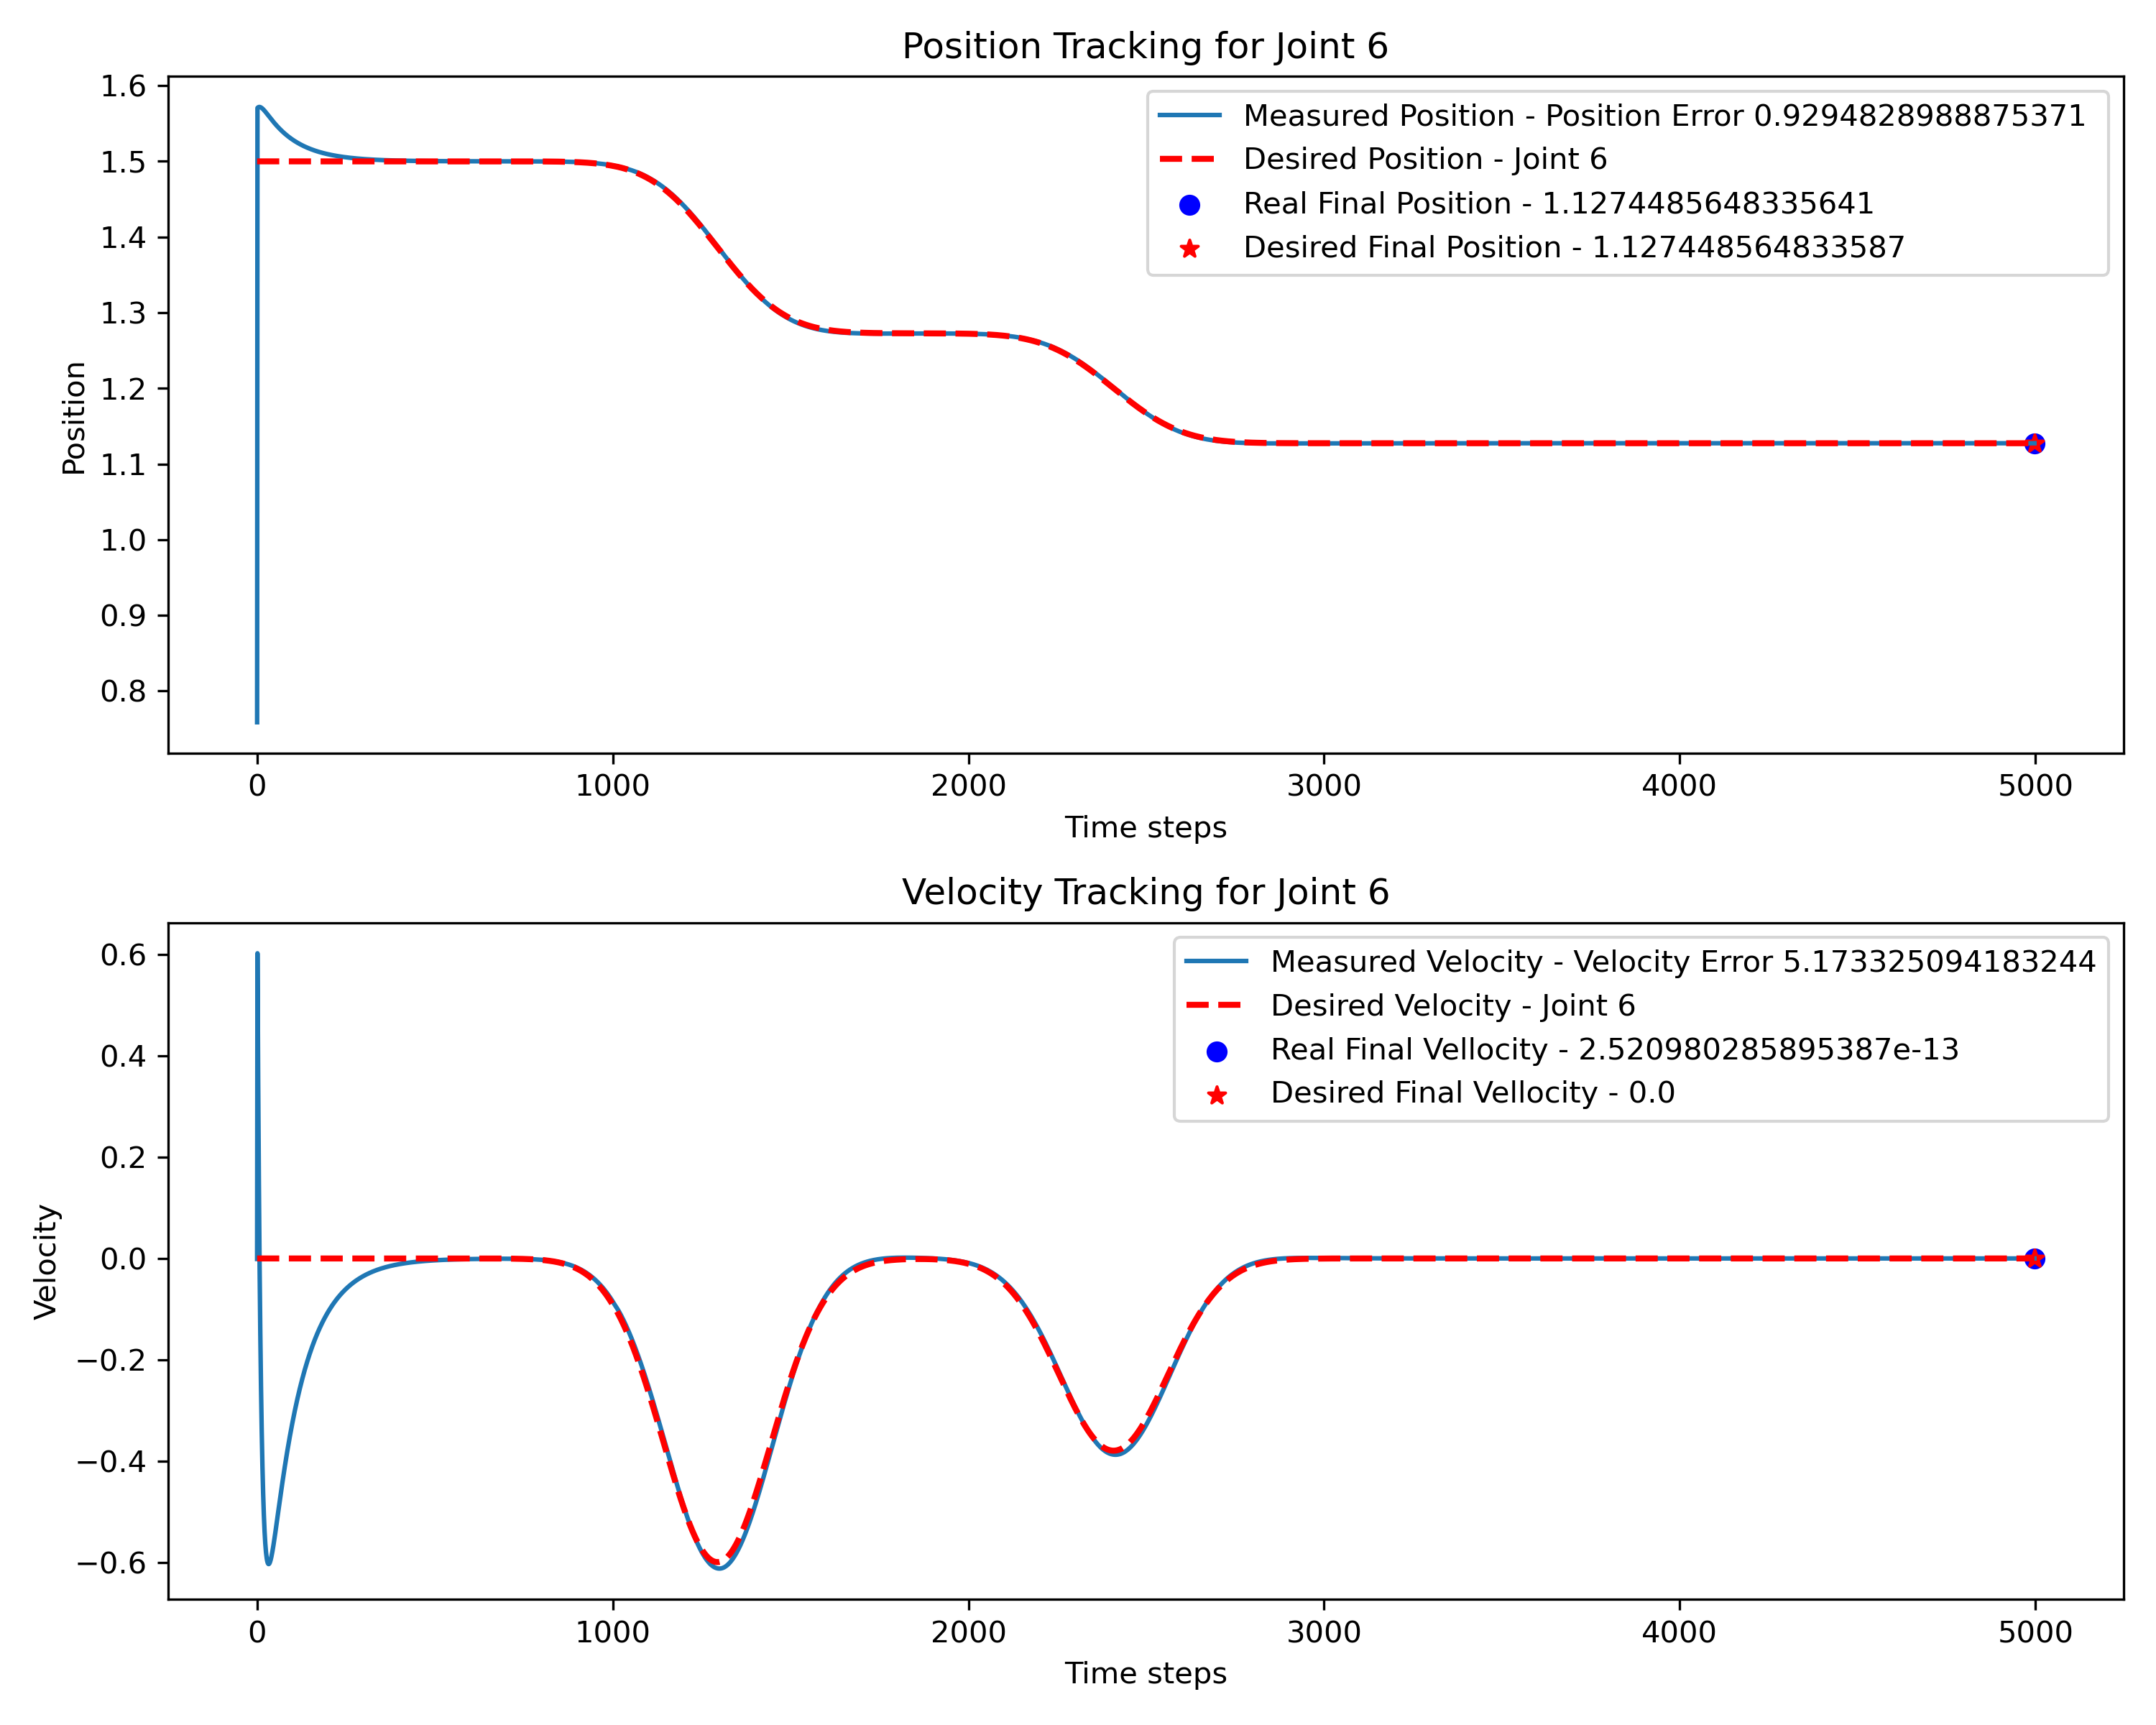 Position Tracking for Joint 6
1.6
1.5
1.4
1.3
1.2
1.1
1.0
0.9
0.8
Position
Measured Position - Position Error 0.9294828988875371
Desired Position - Joint 6
Real Final Position - 1.1274485648335641
Desired Final Position - 1.127448564833587
0 1000 2000 3000 4000 5000
Time steps
Velocity Tracking for Joint 6
0.6
0.4
0.2
0.0
−0.2
−0.4
−0.6
Velocity
Measured Velocity - Velocity Error 5.173325094183244
Desired Velocity - Joint 6
Real Final Vellocity - 2.520980285895387e-13
Desired Final Vellocity - 0.0
0 1000 2000 3000 4000 5000
Time steps